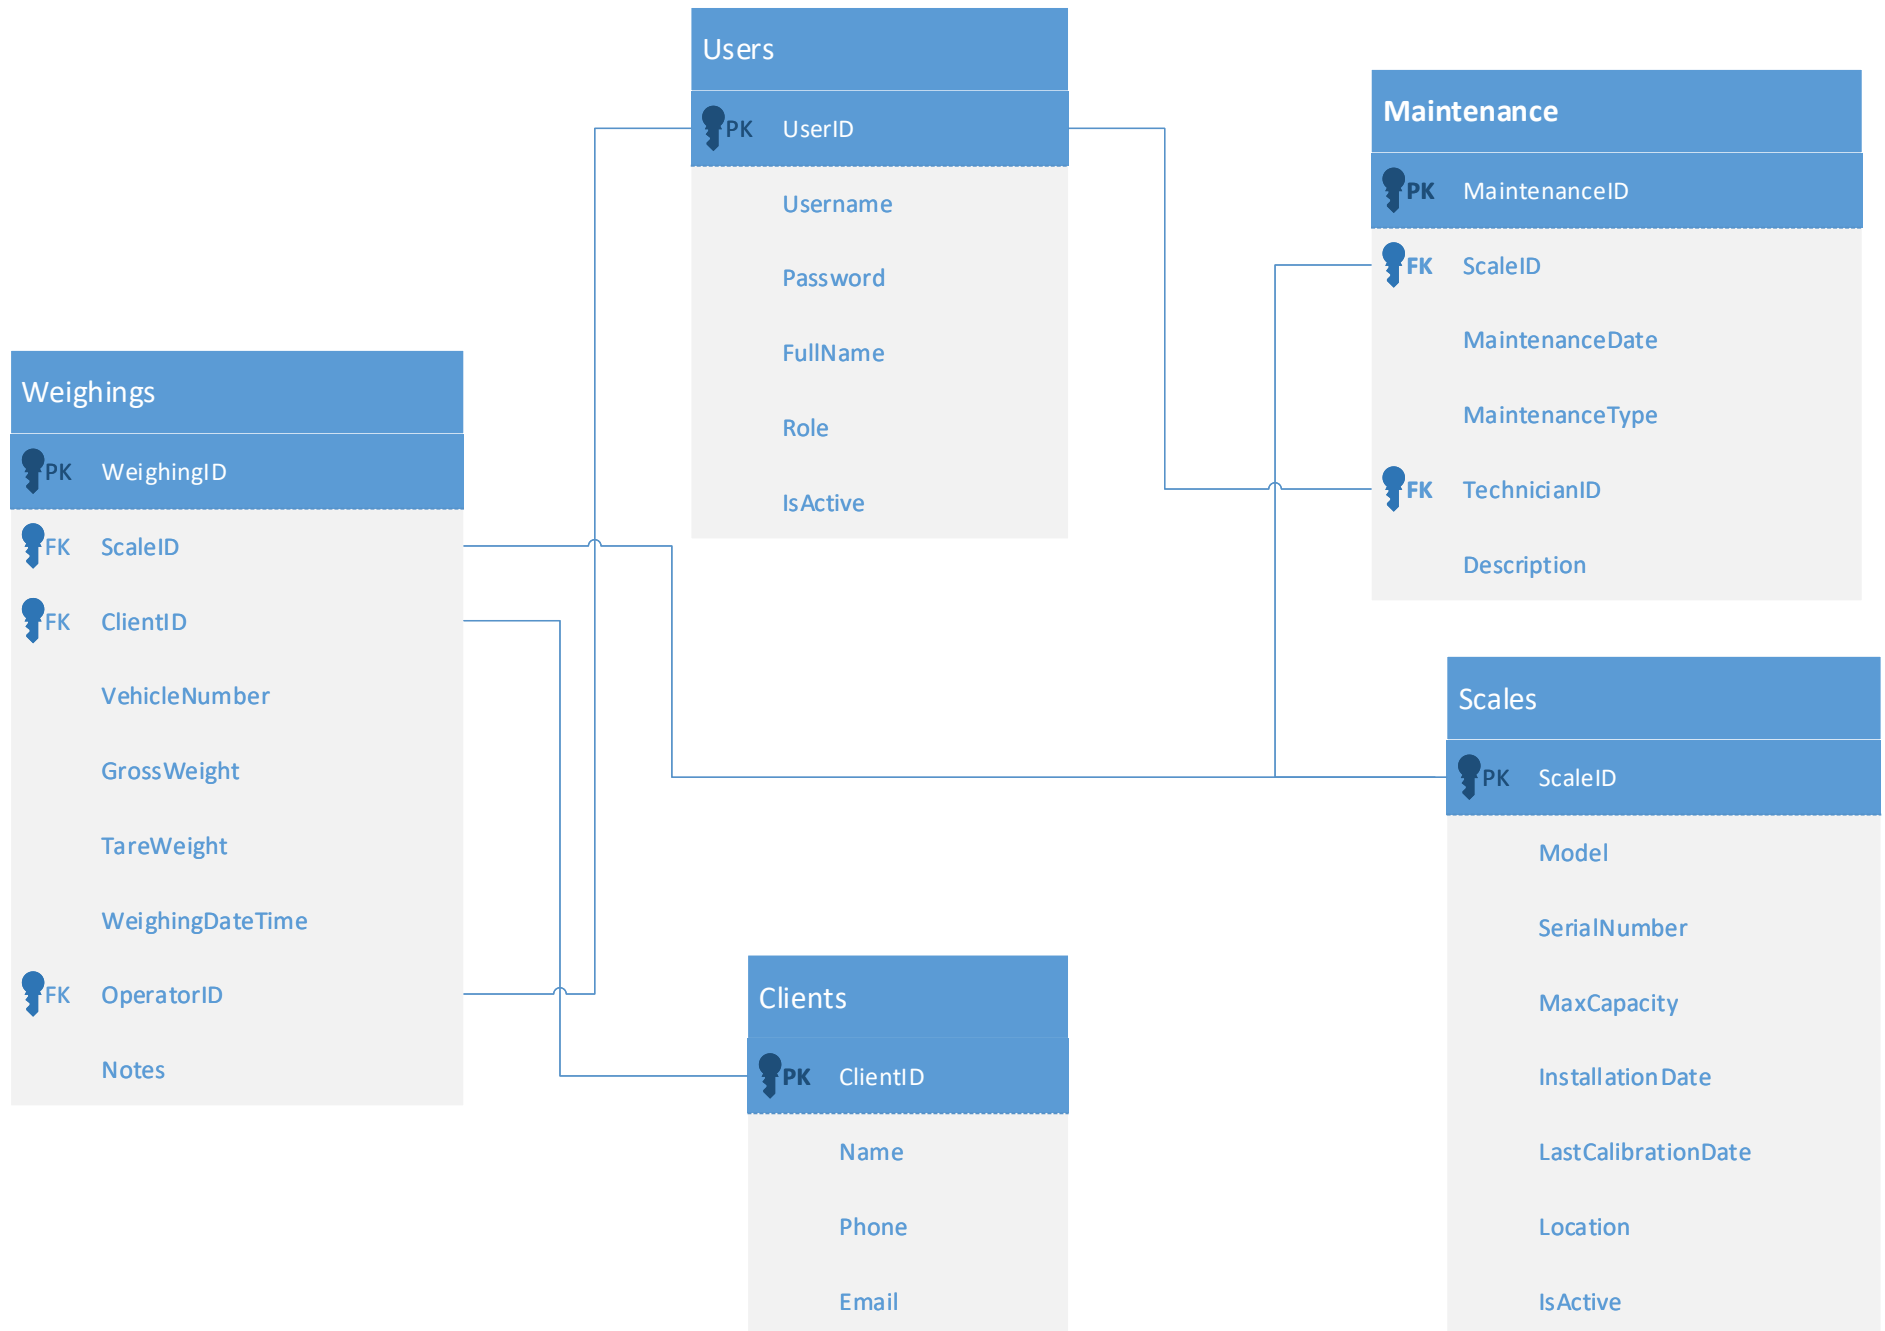 Users
PK UserID
Username
Password
FullName
Role
IsActive
Maintenance
PK MaintenanceID
FK ScaleID
MaintenanceDate
MaintenanceType
FK TechnicianID
Description
Weighings
PK WeighingID
FK ScaleID
FK ClientID
VehicleNumber
GrossWeight
TareWeight
WeighingDateTime
FK OperatorID
Notes
Clients
PK ClientID
Name
Phone
Email
Scales
PK ScaleID
Model
SerialNumber
MaxCapacity
InstallationDate
LastCalibrationDate
Location
IsActive